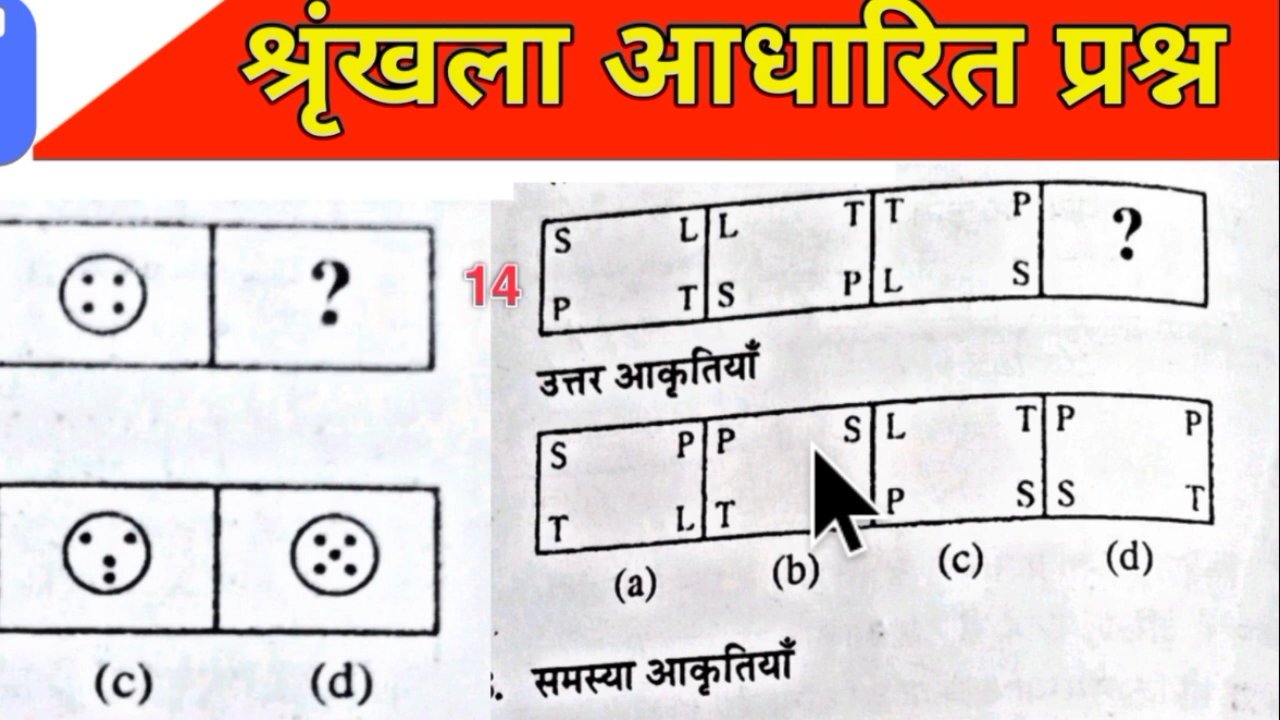 श्रृंखला आधारित प्रश्न
?
(c) (d)
14
S L L T T P ?
P T S P L S
उत्तर आकृतियाँ
S P P S L T P P
T L T P S S T
(a) (b) (c) (d)
समस्या आकृतियाँ